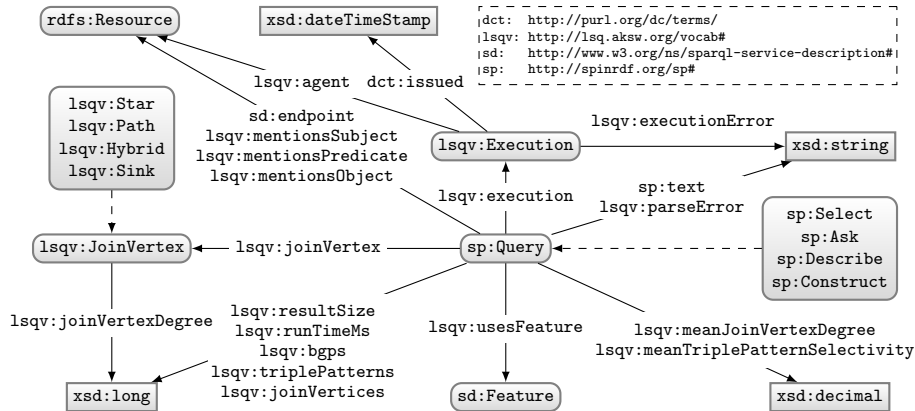 rdfs:Resource
xsd:dateTimeStamp
dct: http://purl.org/dc/terms/
lsqv: http://lsq.aksw.org/vocab#
sd: http://www.w3.org/ns/sparql-service-description#
sp: http://spinrdf.org/sp#
lsqv:agent
dct:issued
lsqv:Star
lsqv:Path
lsqv:Hybrid
lsqv:Sink
sd:endpoint
lsqv:mentionsSubject
lsqv:mentionsPredicate
lsqv:mentionsObject
lsqv:Execution
lsqv:executionError
xsd:string
lsqv:execution
sp:text
lsqv:parseError
sp:Select
sp:Ask
sp:Describe
sp:Construct
lsqv:JoinVertex
lsqv:joinVertex
sp:Query
lsqv:joinVertexDegree
lsqv:resultSize
lsqv:runTimeMs
lsqv:bgps
lsqv:triplePatterns
lsqv:joinVertices
lsqv:usesFeature
lsqv:meanJoinVertexDegree
lsqv:meanTriplePatternSelectivity
xsd:long
sd:Feature
xsd:decimal